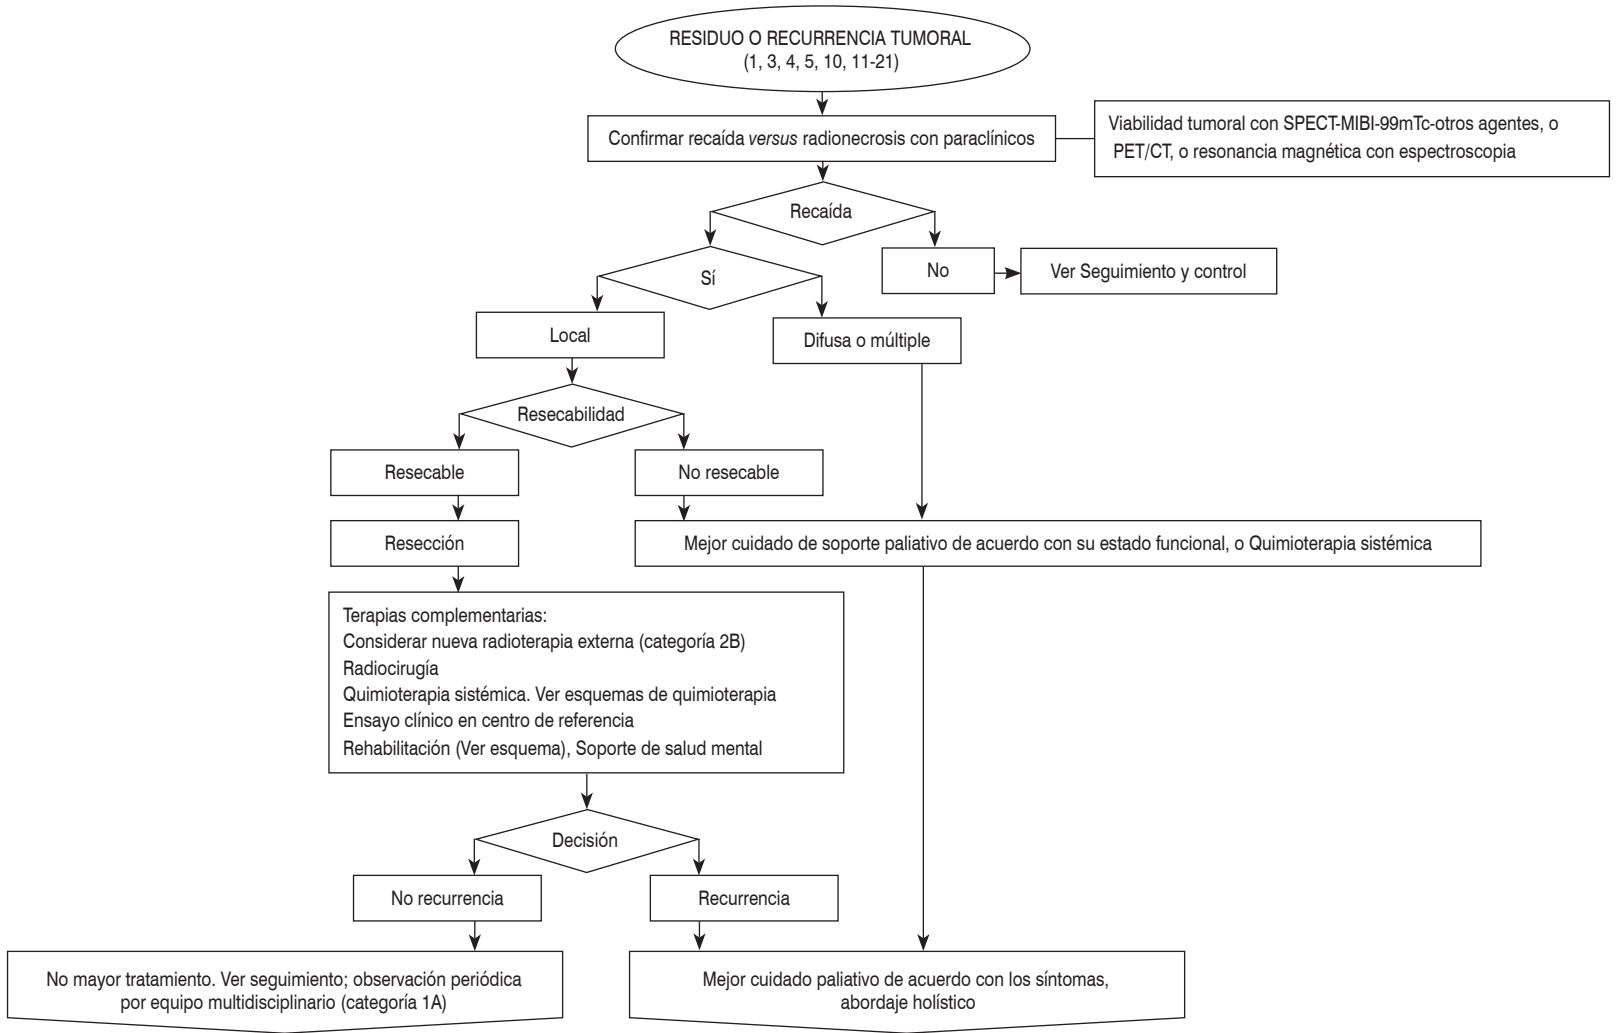 RESIDUO O RECURRENCIA TUMORAL
(1, 3, 4, 5, 10, 11-21)
Confirmar recaída versus radionecrosis con paraclínicos
Viabilidad tumoral con SPECT-MIBI-99mTc-otros agentes, o
PET/CT, o resonancia magnética con espectroscopia
Recaída
Sí
No
Ver Seguimiento y control
Local
Difusa o múltiple
Resecabilidad
Resecable
No resecable
Resección
Mejor cuidado de soporte paliativo de acuerdo con su estado funcional, o Quimioterapia sistémica
Terapias complementarias:
Considerar nueva radioterapia externa (categoría 2B)
Radiocirugía
Quimioterapia sistémica. Ver esquemas de quimioterapia
Ensayo clínico en centro de referencia
Rehabilitación (Ver esquema), Soporte de salud mental
Decisión
No recurrencia
Recurrencia
No mayor tratamiento. Ver seguimiento; observación periódica
por equipo multidisciplinario (categoría 1A)
Mejor cuidado paliativo de acuerdo con los síntomas,
abordaje holístico